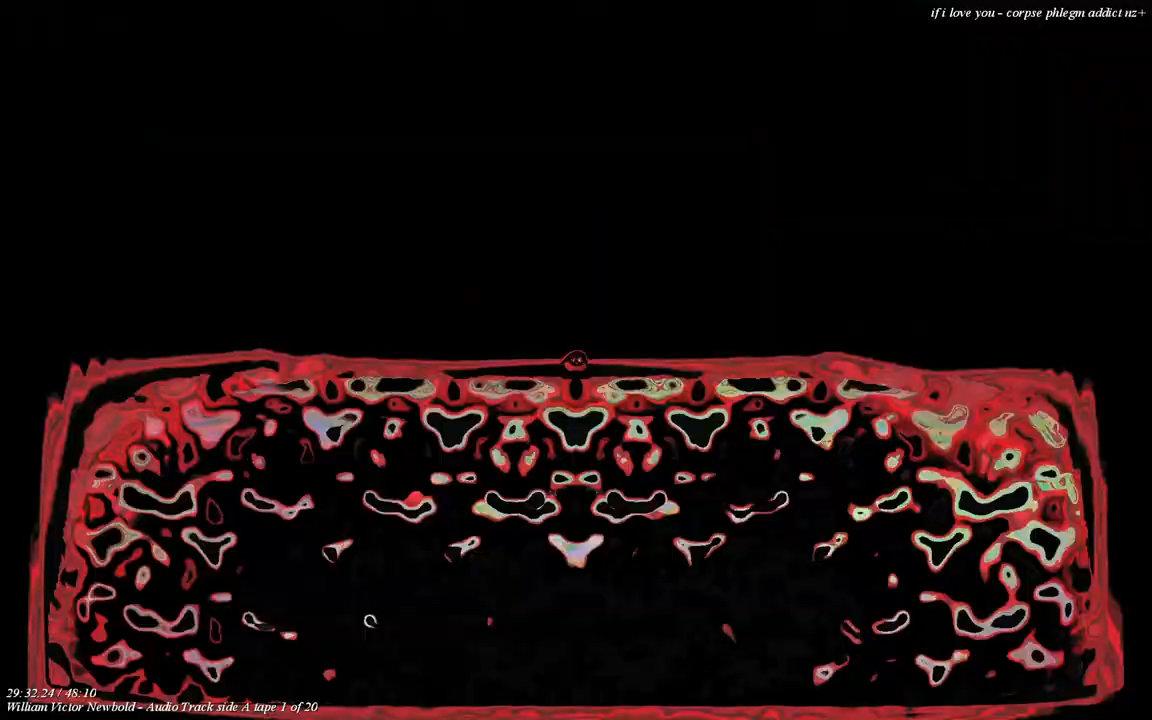 if i love you - corpse phlegm addict nz+
29:32.24 / 48:10
William Victor Newbold - Audio Track side A tape 1 of 20